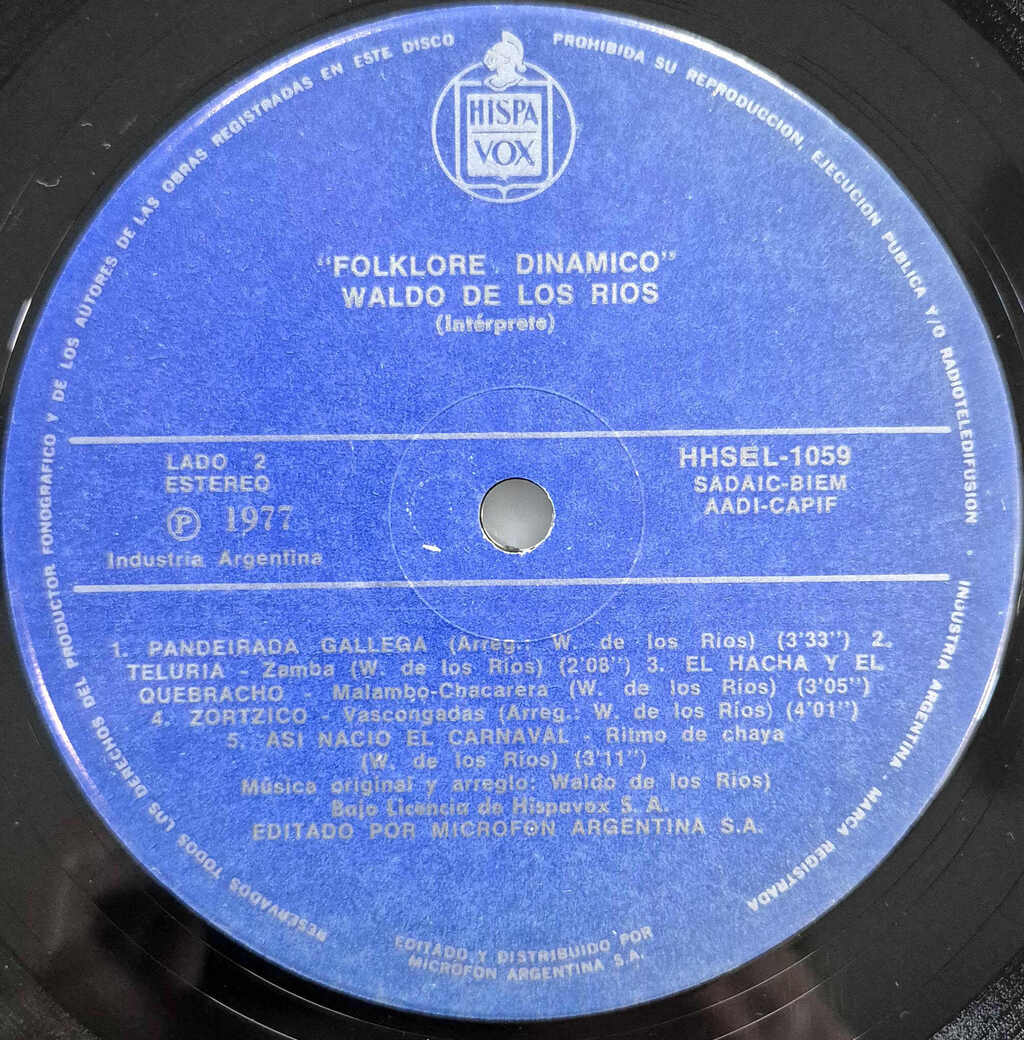 RESERVADOS TODOS LOS DERECHOS DEL PRODUCTOR FONOGRAFICO Y DE LOS AUTORES DE LAS OBRAS REGISTRADAS EN ESTE DISCO
PROHIBIDA SU REPRODUCCION, EJECUCION PUBLICA Y/O RADIOTELEDIFUSION · INDUSTRIA ARGENTINA · MARCA REGISTRADA
HISPA
VOX
"FOLKLORE DINAMICO"
WALDO DE LOS RIOS
(Intérprete)
LADO 2
ESTEREO
Ⓟ 1977
Industria Argentina
HHSEL-1059
SADAIC-BIEM
AADI-CAPIF
1. PANDEIRADA GALLEGA (Arreg.: W. de los Ríos) (3'33") 2.
TELURIA - Zamba (W. de los Ríos) (2'08") 3. EL HACHA Y EL
QUEBRACHO - Malambo-Chacarera (W. de los Ríos) (3'05")
4. ZORTZICO - Vascongadas (Arreg.: W. de los Ríos) (4'01")
5. ASI NACIO EL CARNAVAL - Ritmo de chaya
(W. de los Ríos) (3'11")
Música original y arreglo: Waldo de los Ríos)
Bajo Licencia de Hispavox S. A.
EDITADO POR MICROFON ARGENTINA S.A.
EDITADO Y DISTRIBUIDO POR
MICROFON ARGENTINA S.A.